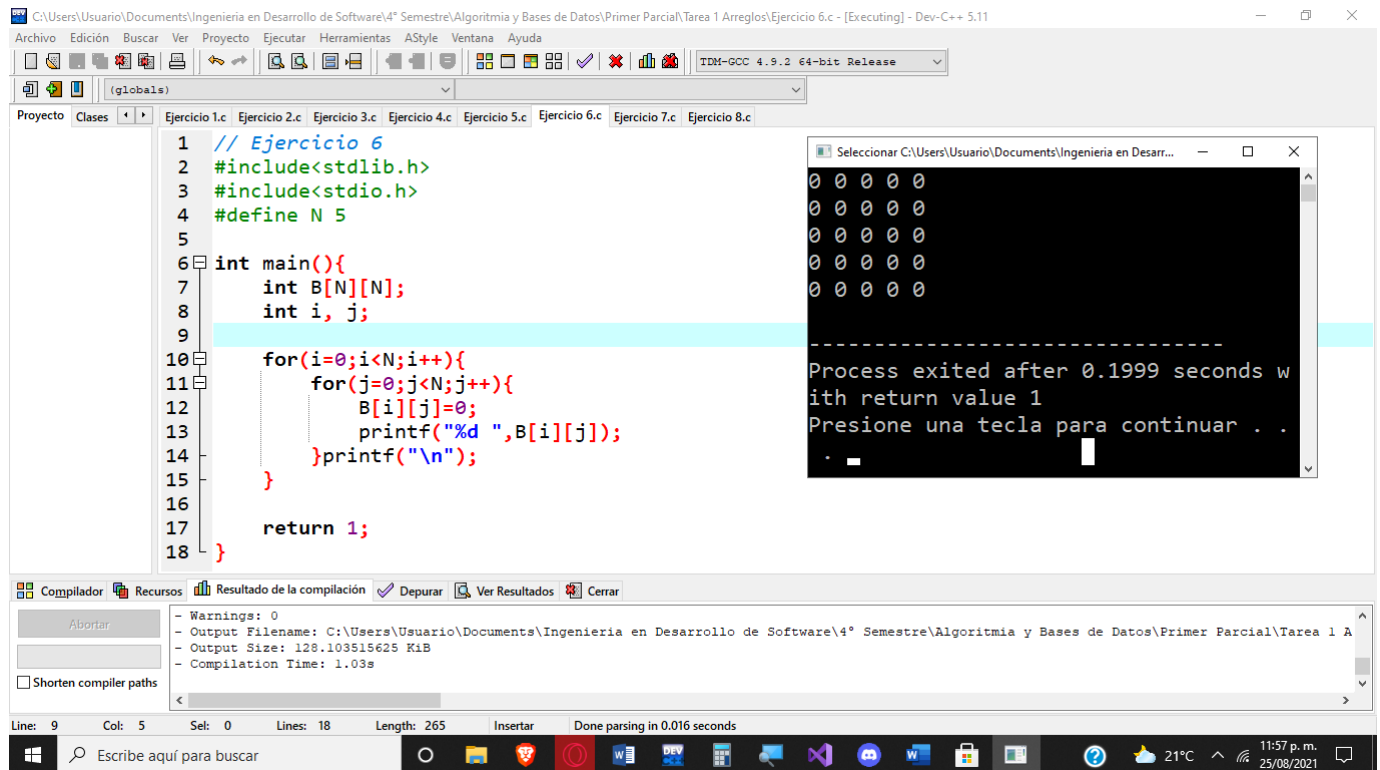 C:\Users\Usuario\Documents\Ingenieria en Desarrollo de Software\4° Semestre\Algoritmia y Bases de Datos\Primer Parcial\Tarea 1 Arreglos\Ejercicio 6.c - [Executing] - Dev-C++ 5.11
Archivo Edición Buscar Ver Proyecto Ejecutar Herramientas AStyle Ventana Ayuda
TDM-GCC 4.9.2 64-bit Release
(globals)
Proyecto Clases Ejercicio 1.c Ejercicio 2.c Ejercicio 3.c Ejercicio 4.c Ejercicio 5.c Ejercicio 6.c Ejercicio 7.c Ejercicio 8.c
1 // Ejercicio 6
2 #include<stdlib.h>
3 #include<stdio.h>
4 #define N 5
5
6 int main(){
7 int B[N][N];
8 int i, j;
9
10 for(i=0;i<N;i++){
11 for(j=0;j<N;j++){
12 B[i][j]=0;
13 printf("%d ",B[i][j]);
14 }printf("\n");
15 }
16
17 return 1;
18 }
Seleccionar C:\Users\Usuario\Documents\Ingenieria en Desarr...
0 0 0 0 0
0 0 0 0 0
0 0 0 0 0
0 0 0 0 0
0 0 0 0 0
--------------------------------
Process exited after 0.1999 seconds w
ith return value 1
Presione una tecla para continuar . .
.
Compilador Recursos Resultado de la compilación Depurar Ver Resultados Cerrar
Abortar
Shorten compiler paths
- Warnings: 0
- Output Filename: C:\Users\Usuario\Documents\Ingenieria en Desarrollo de Software\4° Semestre\Algoritmia y Bases de Datos\Primer Parcial\Tarea 1 A
- Output Size: 128.103515625 KiB
- Compilation Time: 1.03s
Line: 9 Col: 5 Sel: 0 Lines: 18 Length: 265 Insertar Done parsing in 0.016 seconds
Escribe aquí para buscar
DEV
21°C
11:57 p. m.
25/08/2021